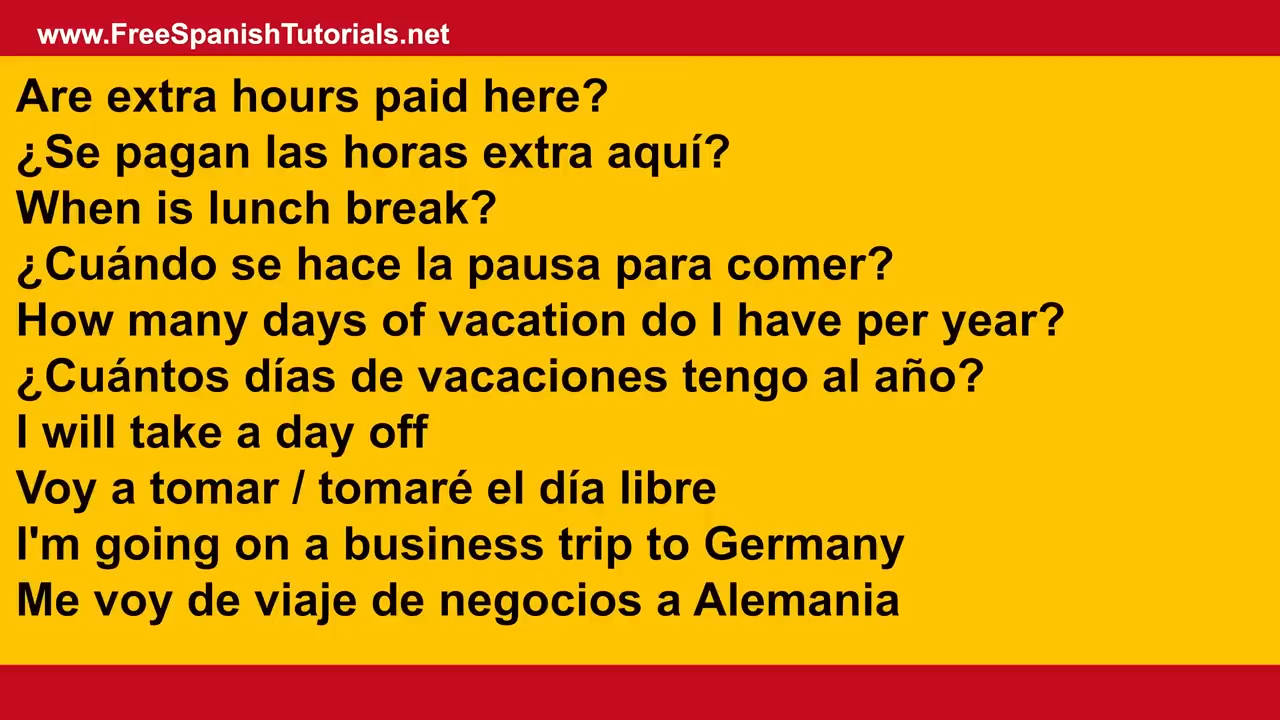 www.FreeSpanishTutorials.net
Are extra hours paid here?
¿Se pagan las horas extra aquí?
When is lunch break?
¿Cuándo se hace la pausa para comer?
How many days of vacation do I have per year?
¿Cuántos días de vacaciones tengo al año?
I will take a day off
Voy a tomar / tomaré el día libre
I'm going on a business trip to Germany
Me voy de viaje de negocios a Alemania